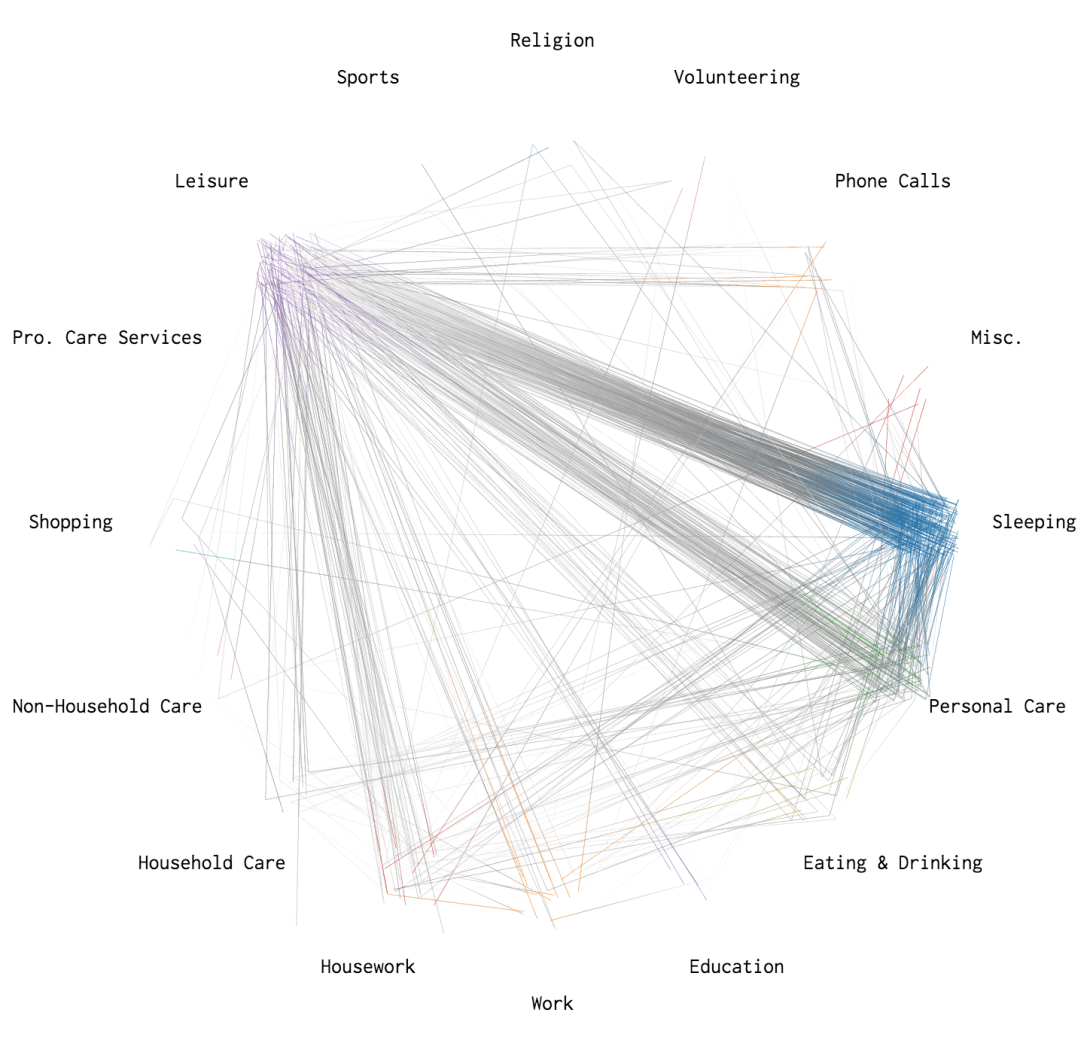 Religion
Sports
Volunteering
Leisure
Phone Calls
Pro. Care Services
Misc.
Shopping
Sleeping
Non-Household Care
Personal Care
Household Care
Eating & Drinking
Housework
Education
Work